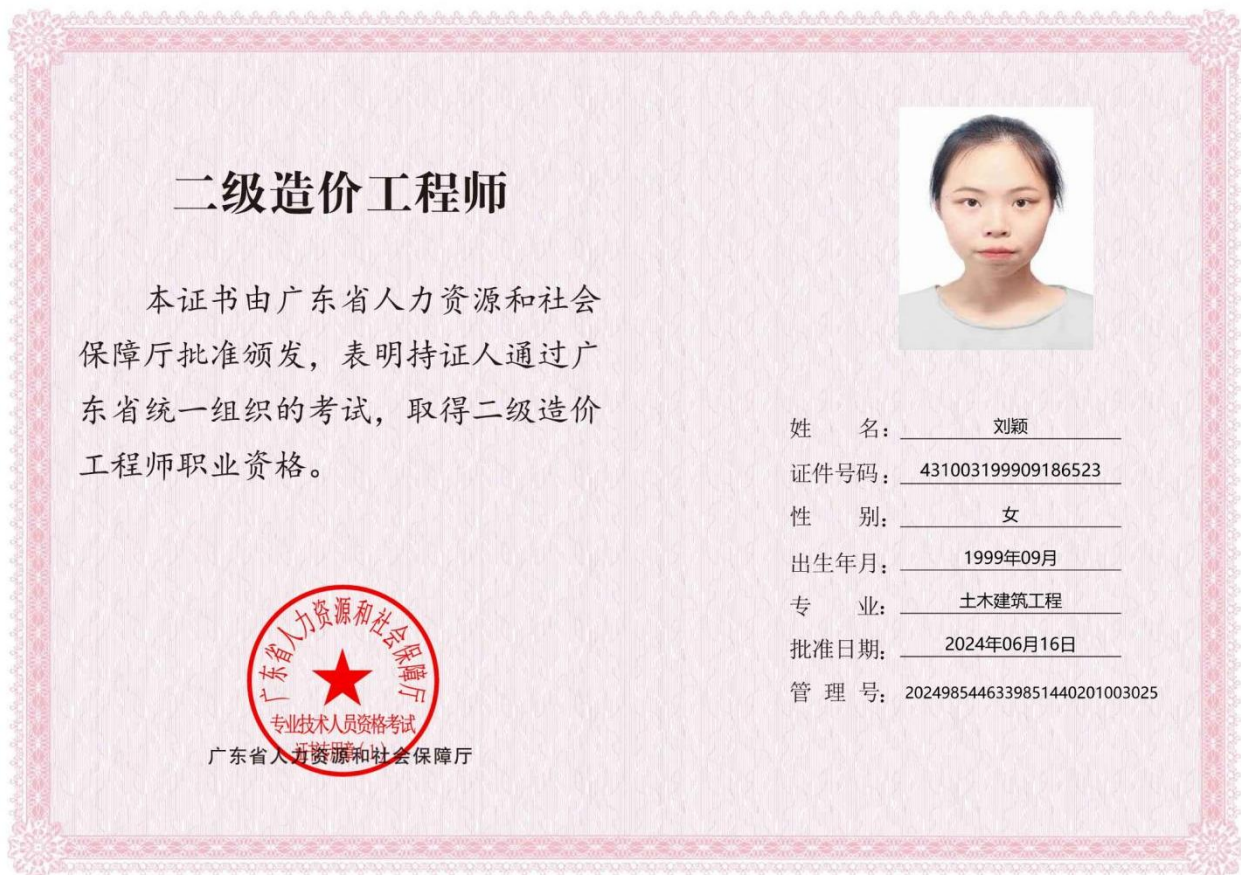 二级造价工程师
本证书由广东省人力资源和社会
保障厅批准颁发，表明持证人通过广
东省统一组织的考试，取得二级造价
工程师职业资格。
姓 名：刘颖
证件号码：431003199909186523
性 别：女
出生年月：1999年09月
专 业：土木建筑工程
批准日期：2024年06月16日
管 理 号：2024985446339851440201003025
广东省人力资源和社会保障厅
专业技术人员资格考试
广东省人力资源和社会保障厅